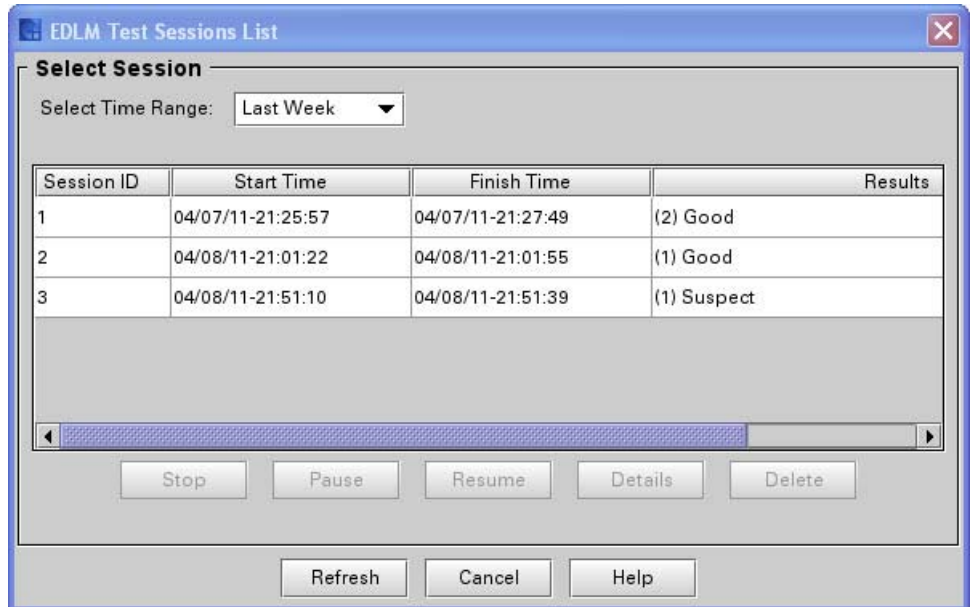 EDLM Test Sessions List
Select Session
Select Time Range: Last Week
Session ID Start Time Finish Time Results
1 04/07/11-21:25:57 04/07/11-21:27:49 (2) Good
2 04/08/11-21:01:22 04/08/11-21:01:55 (1) Good
3 04/08/11-21:51:10 04/08/11-21:51:39 (1) Suspect
Stop Pause Resume Details Delete
Refresh Cancel Help